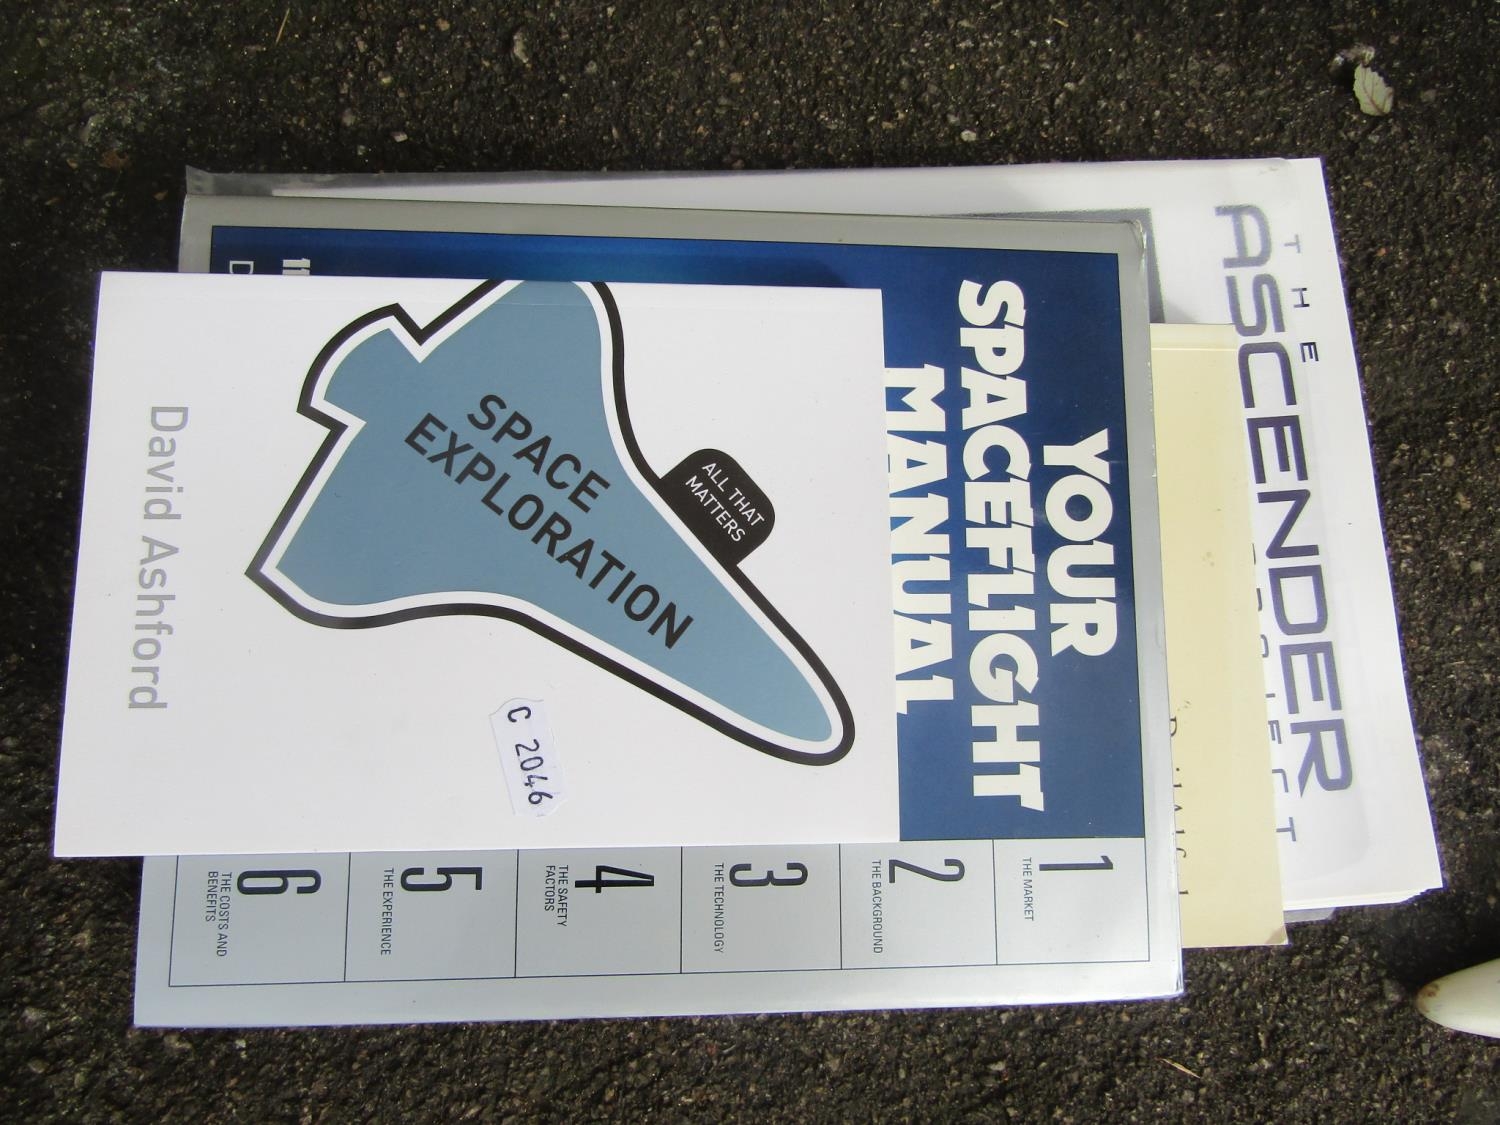 David Ashford
SPACE
EXPLORATION
ALL THAT
MATTERS
C 2046
YOUR
SPACEFLIGHT
MANUAL
1
THE MARKET
2
THE BACKGROUND
3
THE TECHNOLOGY
4
THE SAFETY
FACTORS
5
THE EXPERIENCE
6
THE COSTS AND
BENEFITS
THE
ASCENDER